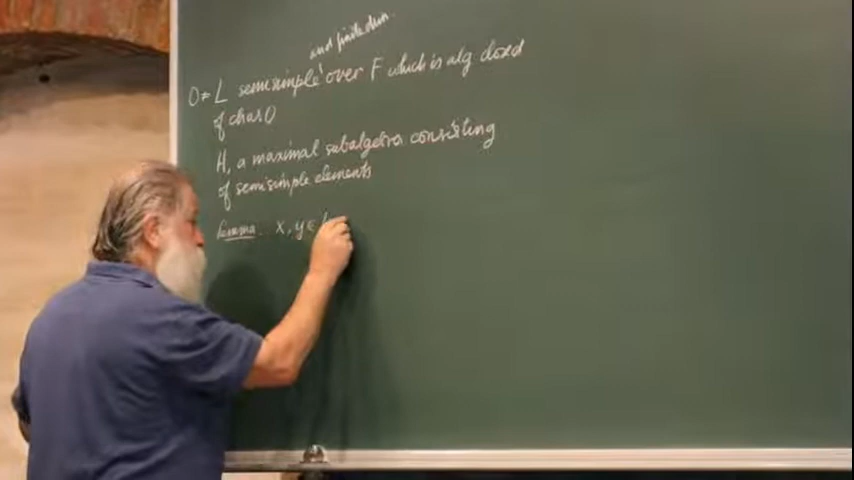 and finite dim.
0 ≠ L semisimple over F which is alg closed
of char 0
H, a maximal subalgebra consisting
of semisimple elements
Lemma. x, y ∈